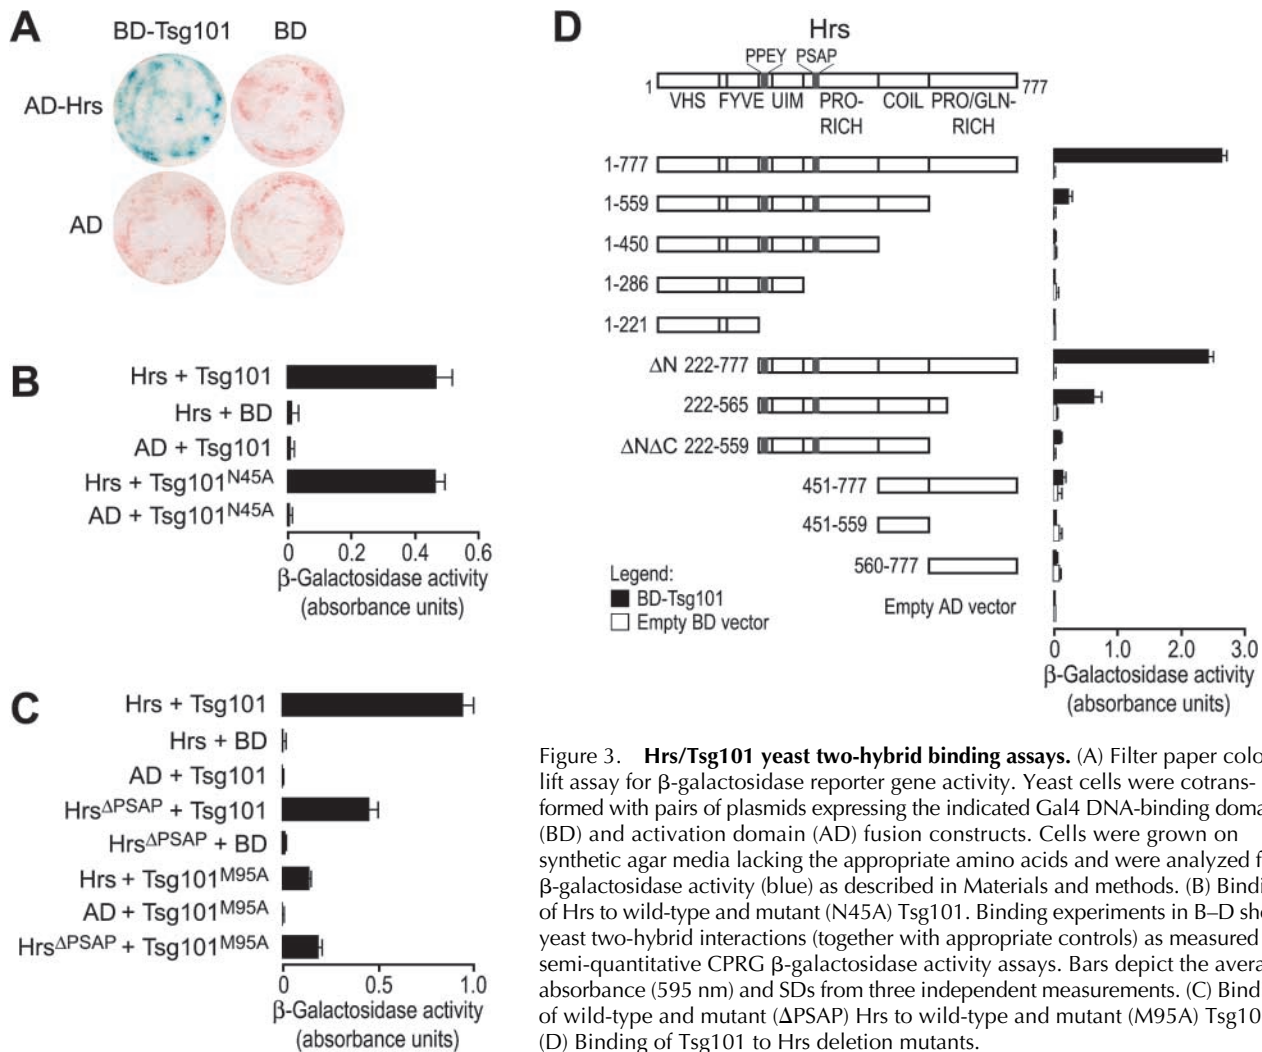 A
BD-Tsg101 BD
AD-Hrs
AD
B
Hrs + Tsg101
Hrs + BD
AD + Tsg101
Hrs + Tsg101N45A
AD + Tsg101N45A
0 0.2 0.4 0.6
β-Galactosidase activity
(absorbance units)
C
Hrs + Tsg101
Hrs + BD
AD + Tsg101
HrsΔPSAP + Tsg101
HrsΔPSAP + BD
Hrs + Tsg101M95A
AD + Tsg101M95A
HrsΔPSAP + Tsg101M95A
0 0.5 1.0
β-Galactosidase activity
(absorbance units)
D
Hrs
PPEY PSAP
1 777
VHS FYVE UIM PRO- COIL PRO/GLN-
RICH RICH
1-777
1-559
1-450
1-286
1-221
ΔN 222-777
222-565
ΔNΔC 222-559
451-777
451-559
560-777
Empty AD vector
Legend:
BD-Tsg101
Empty BD vector
0 1.0 2.0 3.0
β-Galactosidase activity
(absorbance units)
Figure 3. Hrs/Tsg101 yeast two-hybrid binding assays. (A) Filter paper colo
lift assay for β-galactosidase reporter gene activity. Yeast cells were cotrans-
formed with pairs of plasmids expressing the indicated Gal4 DNA-binding doma
(BD) and activation domain (AD) fusion constructs. Cells were grown on
synthetic agar media lacking the appropriate amino acids and were analyzed f
β-galactosidase activity (blue) as described in Materials and methods. (B) Bindi
of Hrs to wild-type and mutant (N45A) Tsg101. Binding experiments in B–D sho
yeast two-hybrid interactions (together with appropriate controls) as measured
semi-quantitative CPRG β-galactosidase activity assays. Bars depict the avera
absorbance (595 nm) and SDs from three independent measurements. (C) Bind
of wild-type and mutant (ΔPSAP) Hrs to wild-type and mutant (M95A) Tsg10
(D) Binding of Tsg101 to Hrs deletion mutants.